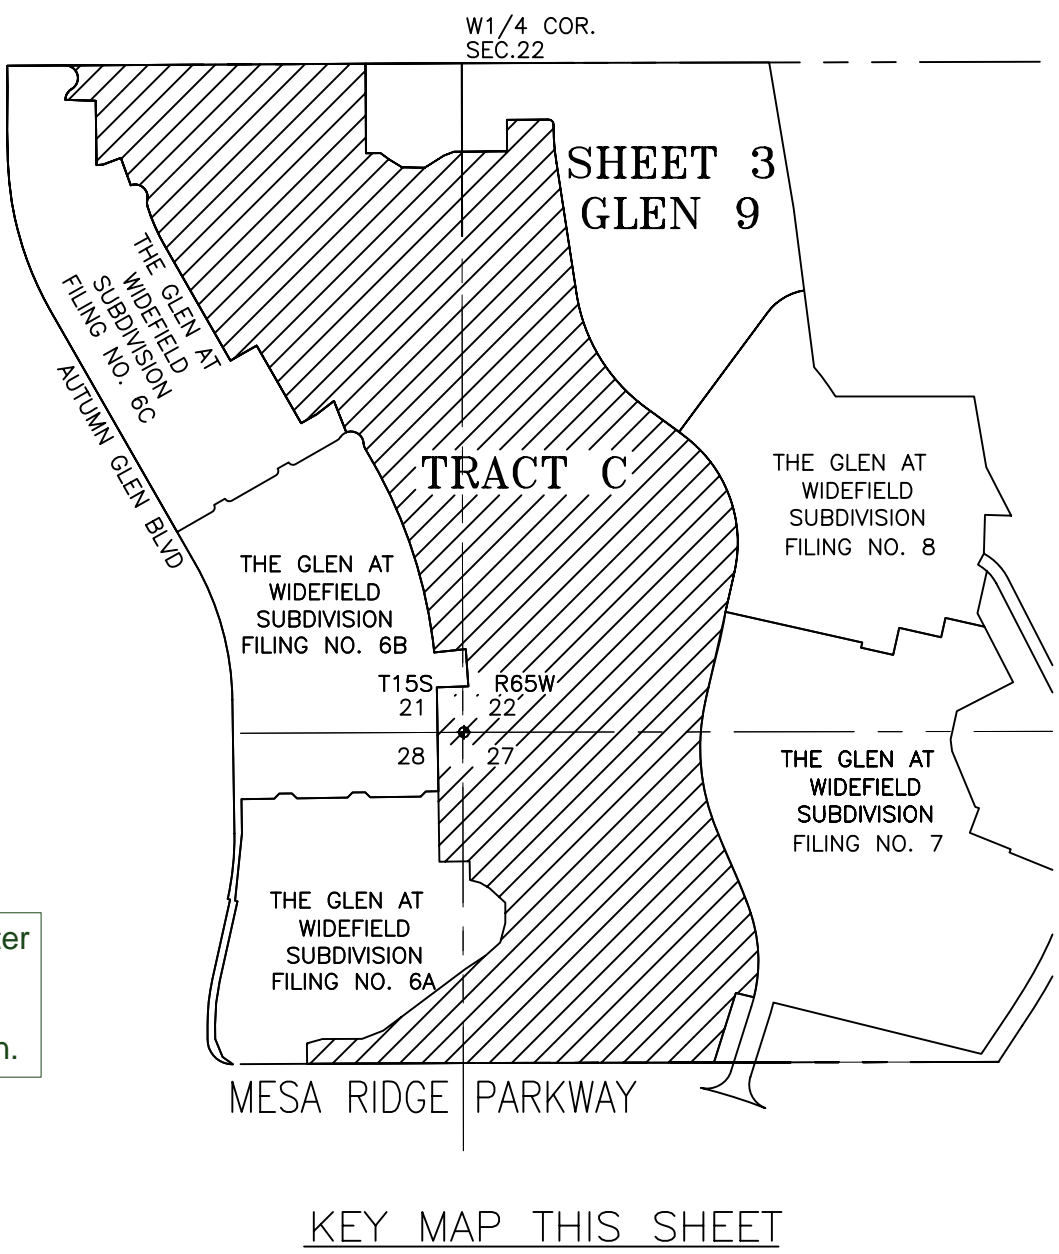 W1/4 COR.
SEC.22
SHEET 3
GLEN 9
THE GLEN AT
WIDEFIELD
SUBDIVISION
FILING NO. 6C
AUTUMN GLEN BLVD
TRACT C
THE GLEN AT
WIDEFIELD
SUBDIVISION
FILING NO. 8
THE GLEN AT
WIDEFIELD
SUBDIVISION
FILING NO. 6B
T15S R65W
21 22
28 27
THE GLEN AT
WIDEFIELD
SUBDIVISION
FILING NO. 7
THE GLEN AT
WIDEFIELD
SUBDIVISION
FILING NO. 6A
MESA RIDGE PARKWAY
KEY MAP THIS SHEET